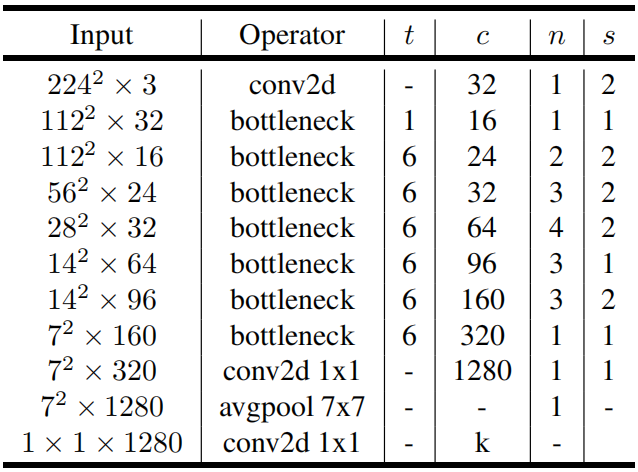 Input Operator t c n s
224² × 3 conv2d - 32 1 2
112² × 32 bottleneck 1 16 1 1
112² × 16 bottleneck 6 24 2 2
56² × 24 bottleneck 6 32 3 2
28² × 32 bottleneck 6 64 4 2
14² × 64 bottleneck 6 96 3 1
14² × 96 bottleneck 6 160 3 2
7² × 160 bottleneck 6 320 1 1
7² × 320 conv2d 1x1 - 1280 1 1
7² × 1280 avgpool 7x7 - - 1 -
1 × 1 × 1280 conv2d 1x1 - k -